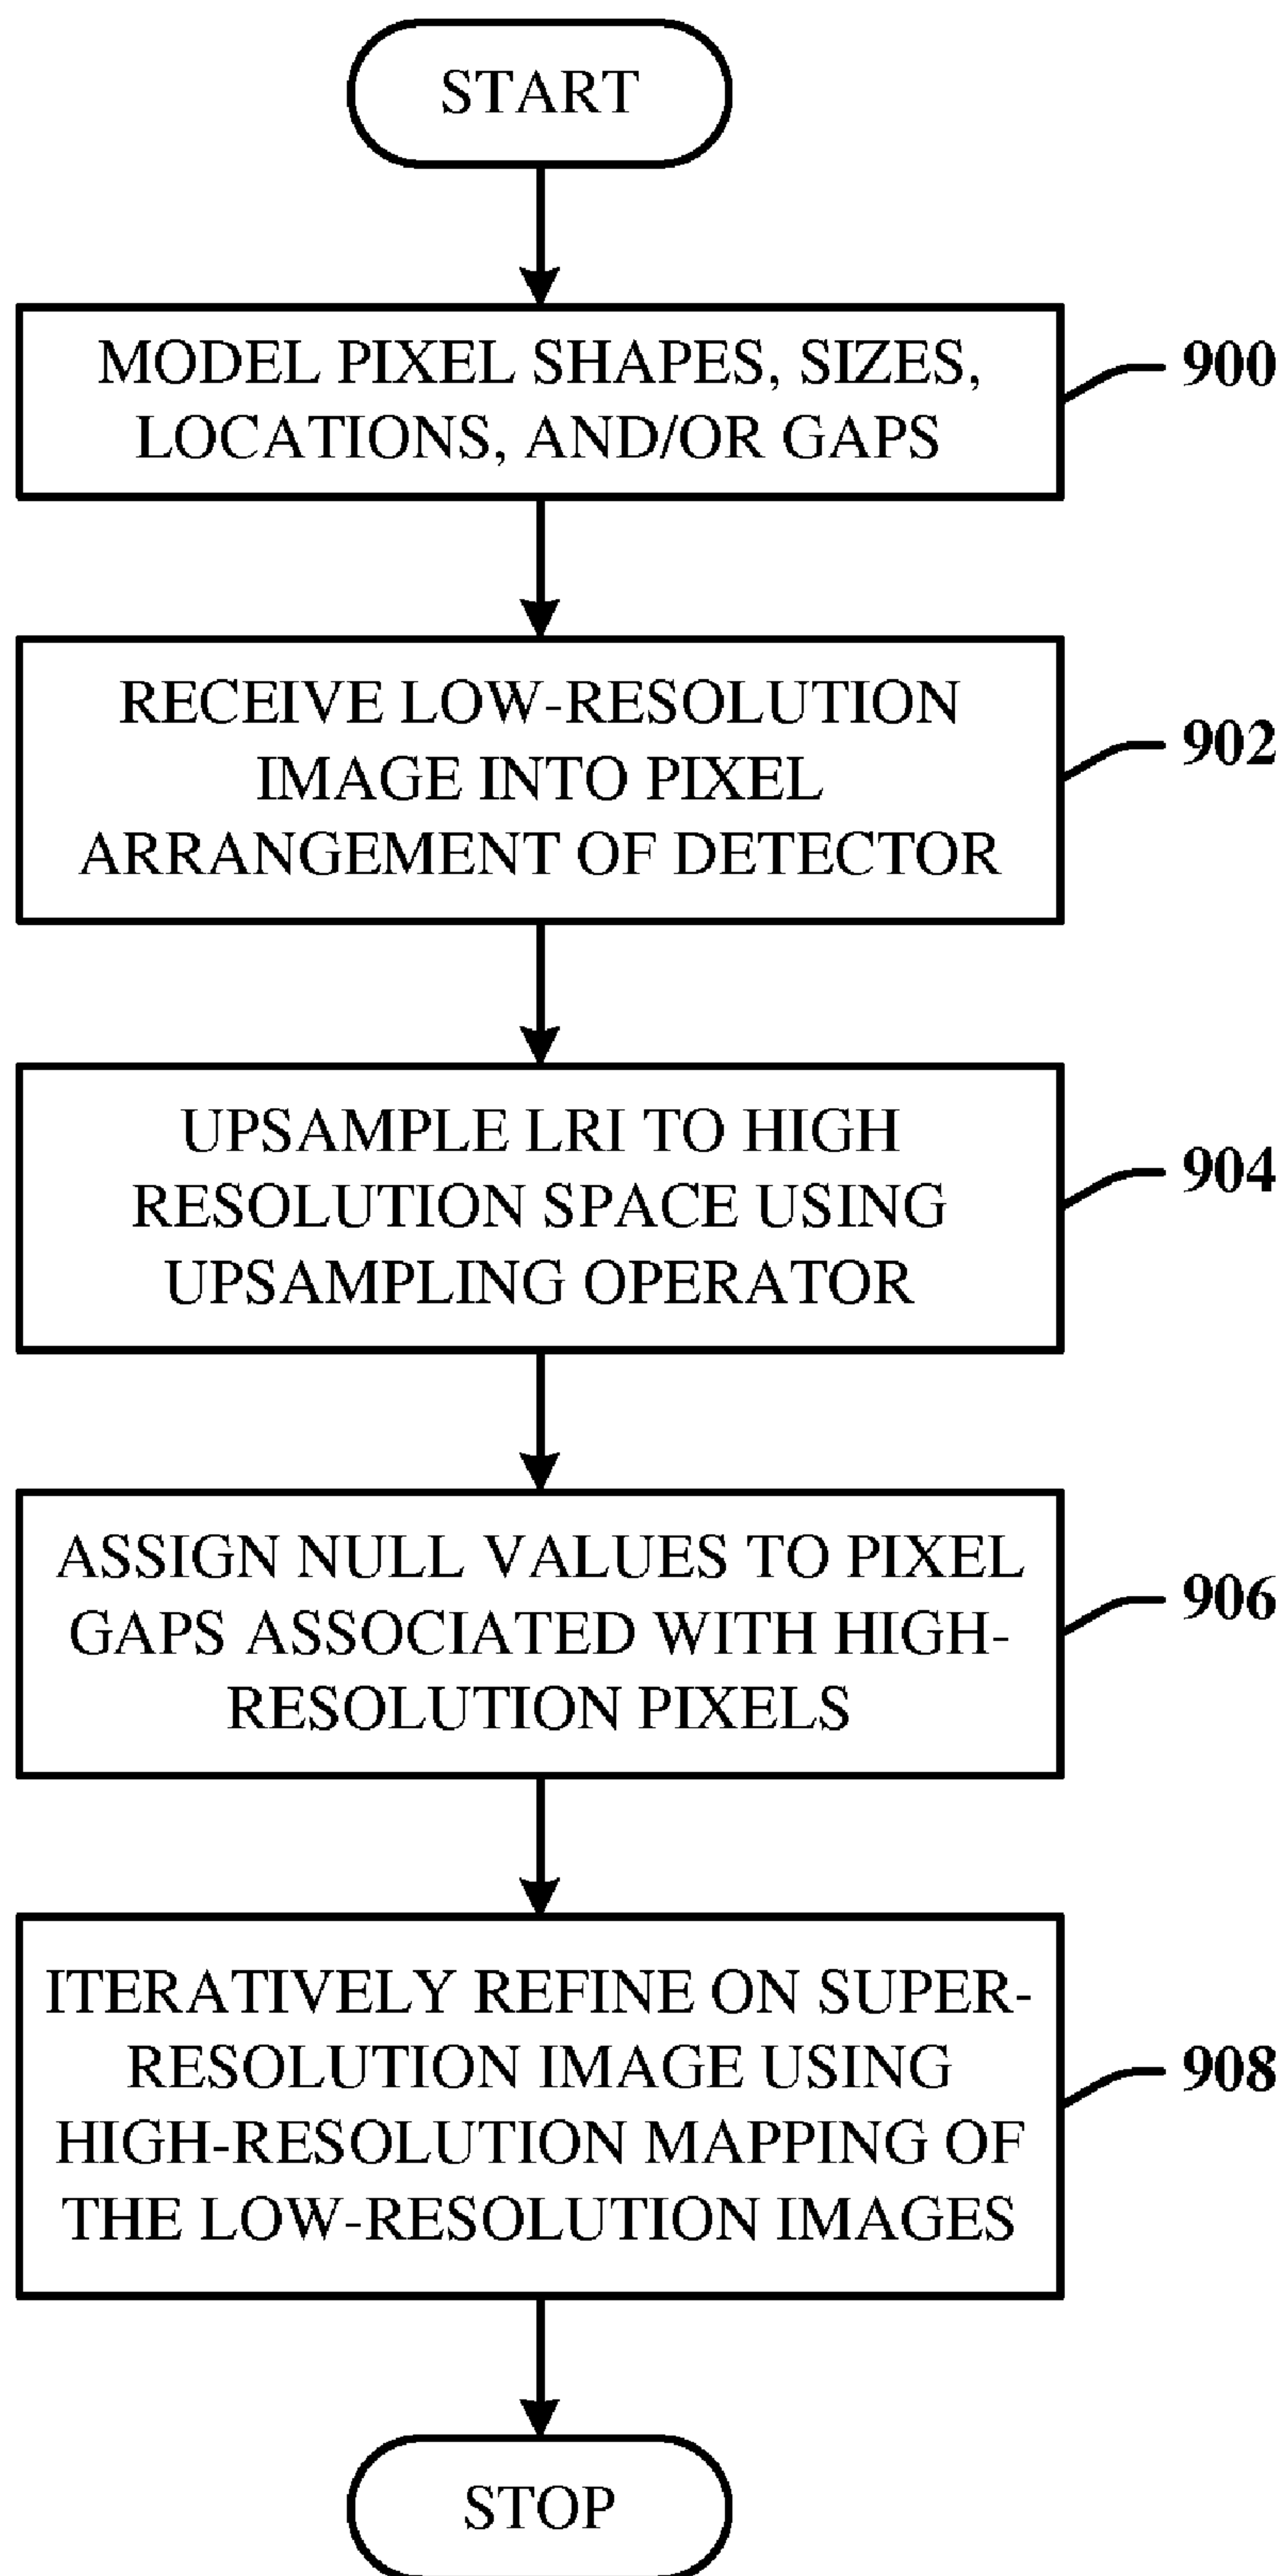 START
MODEL PIXEL SHAPES, SIZES,
LOCATIONS, AND/OR GAPS
900
RECEIVE LOW-RESOLUTION
IMAGE INTO PIXEL
ARRANGEMENT OF DETECTOR
902
UPSAMPLE LRI TO HIGH
RESOLUTION SPACE USING
UPSAMPLING OPERATOR
904
ASSIGN NULL VALUES TO PIXEL
GAPS ASSOCIATED WITH HIGH-
RESOLUTION PIXELS
906
ITERATIVELY REFINE ON SUPER-
RESOLUTION IMAGE USING
HIGH-RESOLUTION MAPPING OF
THE LOW-RESOLUTION IMAGES
908
STOP